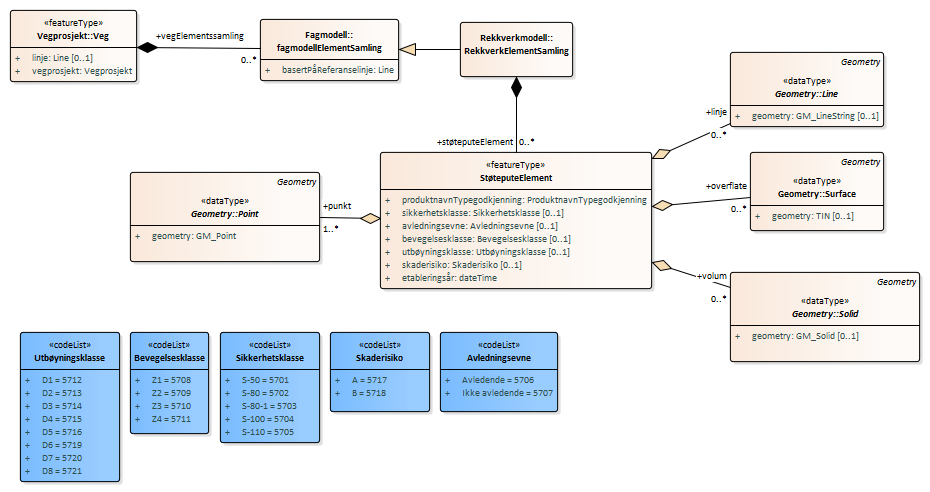 «featureType»
Vegprosjekt::Veg
+ linje: Line [0..1]
+ vegprosjekt: Vegprosjekt
+vegElementssamling
0..*
Fagmodell::
fagmodellElementSamling
+ basertPåReferanselinje: Line
Rekkverkmodell::
RekkverkElementSamling
+støteputeElement
0..*
«featureType»
StøteputeElement
+ produktnavnTypegodkjenning: ProduktnavnTypegodkjenning
+ sikkerhetsklasse: Sikkerhetsklasse [0..1]
+ avledningsevne: Avledningsevne [0..1]
+ bevegelsesklasse: Bevegelsesklasse [0..1]
+ utbøyningsklasse: Utbøyningsklasse [0..1]
+ skaderisiko: Skaderisiko [0..1]
+ etableringsår: dateTime
Geometry
«dataType»
Geometry::Point
+ geometry: GM_Point
+punkt
1..*
+linje
0..*
Geometry
«dataType»
Geometry::Line
+ geometry: GM_LineString [0..1]
+overflate
0..*
Geometry
«dataType»
Geometry::Surface
+ geometry: TIN [0..1]
+volum
0..*
Geometry
«dataType»
Geometry::Solid
+ geometry: GM_Solid [0..1]
«codeList»
Utbøyningsklasse
+ D1 = 5712
+ D2 = 5713
+ D3 = 5714
+ D4 = 5715
+ D5 = 5716
+ D6 = 5719
+ D7 = 5720
+ D8 = 5721
«codeList»
Bevegelsesklasse
+ Z1 = 5708
+ Z2 = 5709
+ Z3 = 5710
+ Z4 = 5711
«codeList»
Sikkerhetsklasse
+ S-50 = 5701
+ S-80 = 5702
+ S-80-1 = 5703
+ S-100 = 5704
+ S-110 = 5705
«codeList»
Skaderisiko
+ A = 5717
+ B = 5718
«codeList»
Avledningsevne
+ Avledende = 5706
+ Ikke avledende = 5707